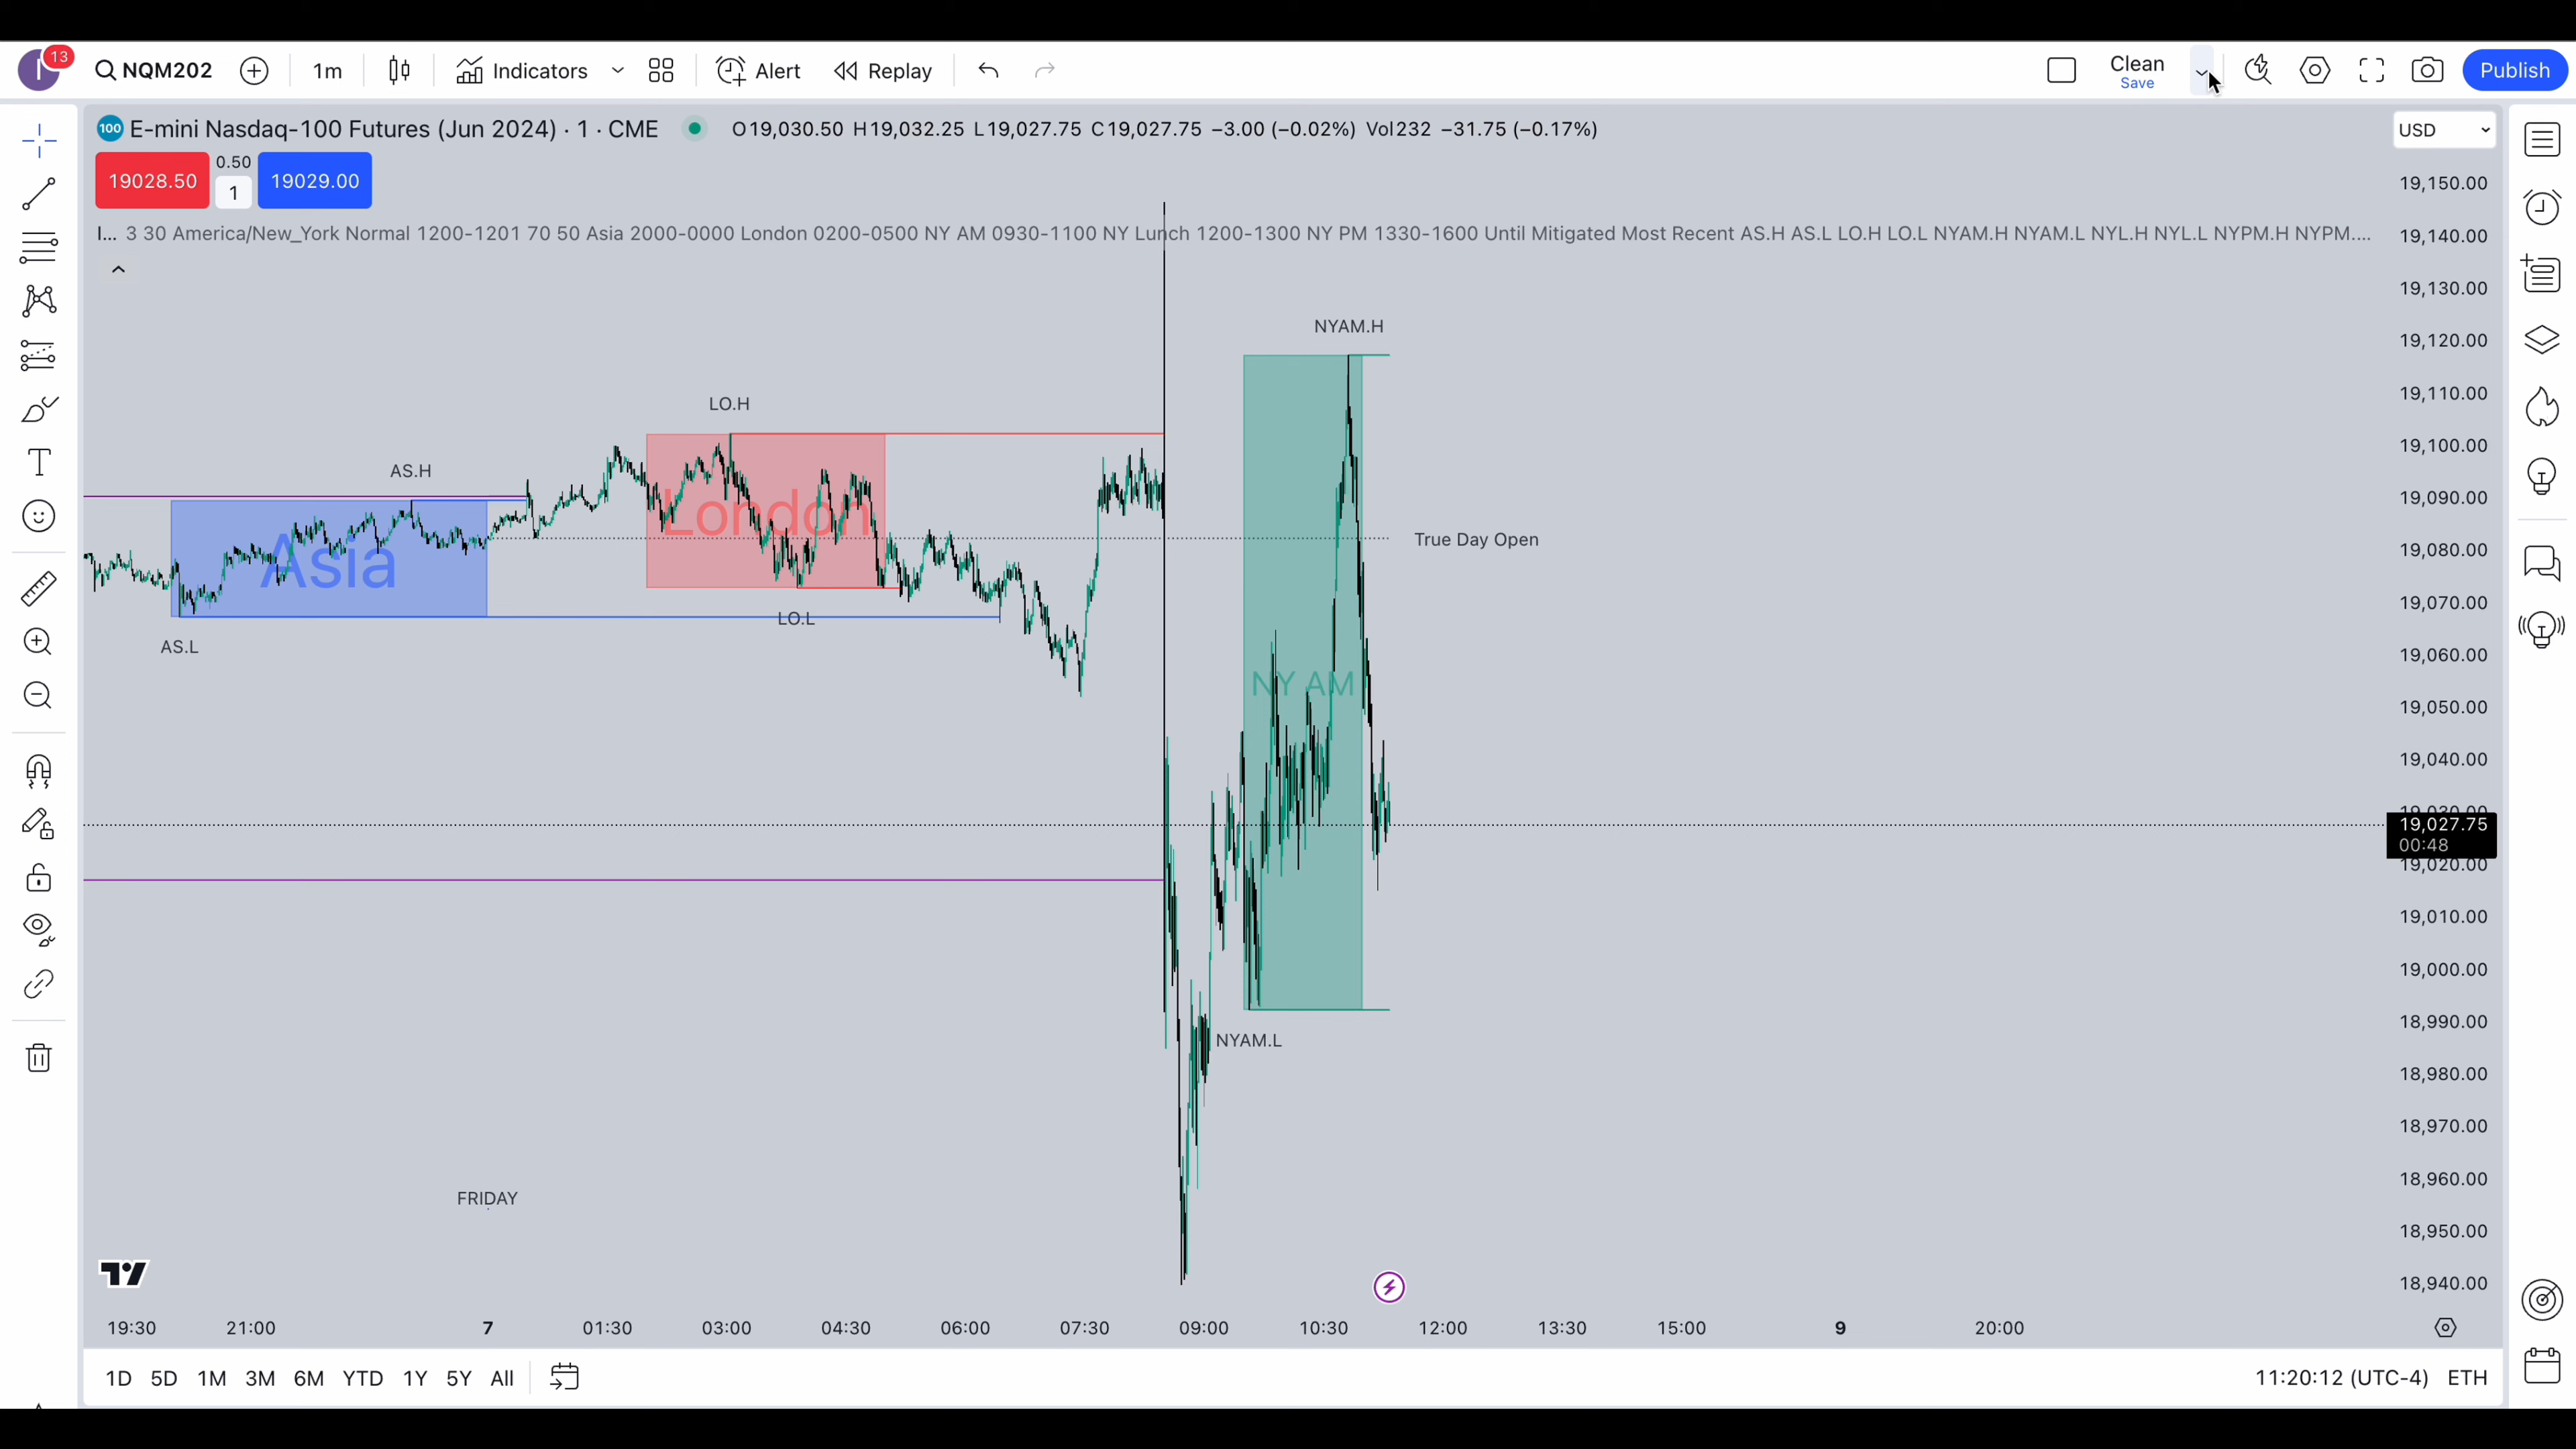 13
NQM202
1m
Indicators
Alert
Replay
Clean
Save
Publish
100 E-mini Nasdaq-100 Futures (Jun 2024) · 1 · CME
O19,030.50 H19,032.25 L19,027.75 C19,027.75 −3.00 (−0.02%) Vol232 −31.75 (−0.17%)
USD
19028.50
0.50
1
19029.00
I... 3 30 America/New_York Normal 1200-1201 70 50 Asia 2000-0000 London 0200-0500 NY AM 0930-1100 NY Lunch 1200-1300 NY PM 1330-1600 Until Mitigated Most Recent AS.H AS.L LO.H LO.L NYAM.H NYAM.L NYL.H NYL.L NYPM.H NYPM....
19,150.00
19,140.00
19,130.00
19,120.00
19,110.00
19,100.00
19,090.00
19,080.00
19,070.00
19,060.00
19,050.00
19,040.00
19,030.00
19,027.75
00:48
19,020.00
19,010.00
19,000.00
18,990.00
18,980.00
18,970.00
18,960.00
18,950.00
18,940.00
NYAM.H
LO.H
AS.H
London
Asia
True Day Open
LO.L
AS.L
NY AM
NYAM.L
FRIDAY
19:30
21:00
7
01:30
03:00
04:30
06:00
07:30
09:00
10:30
12:00
13:30
15:00
9
20:00
1D 5D 1M 3M 6M YTD 1Y 5Y All
11:20:12 (UTC-4) ETH